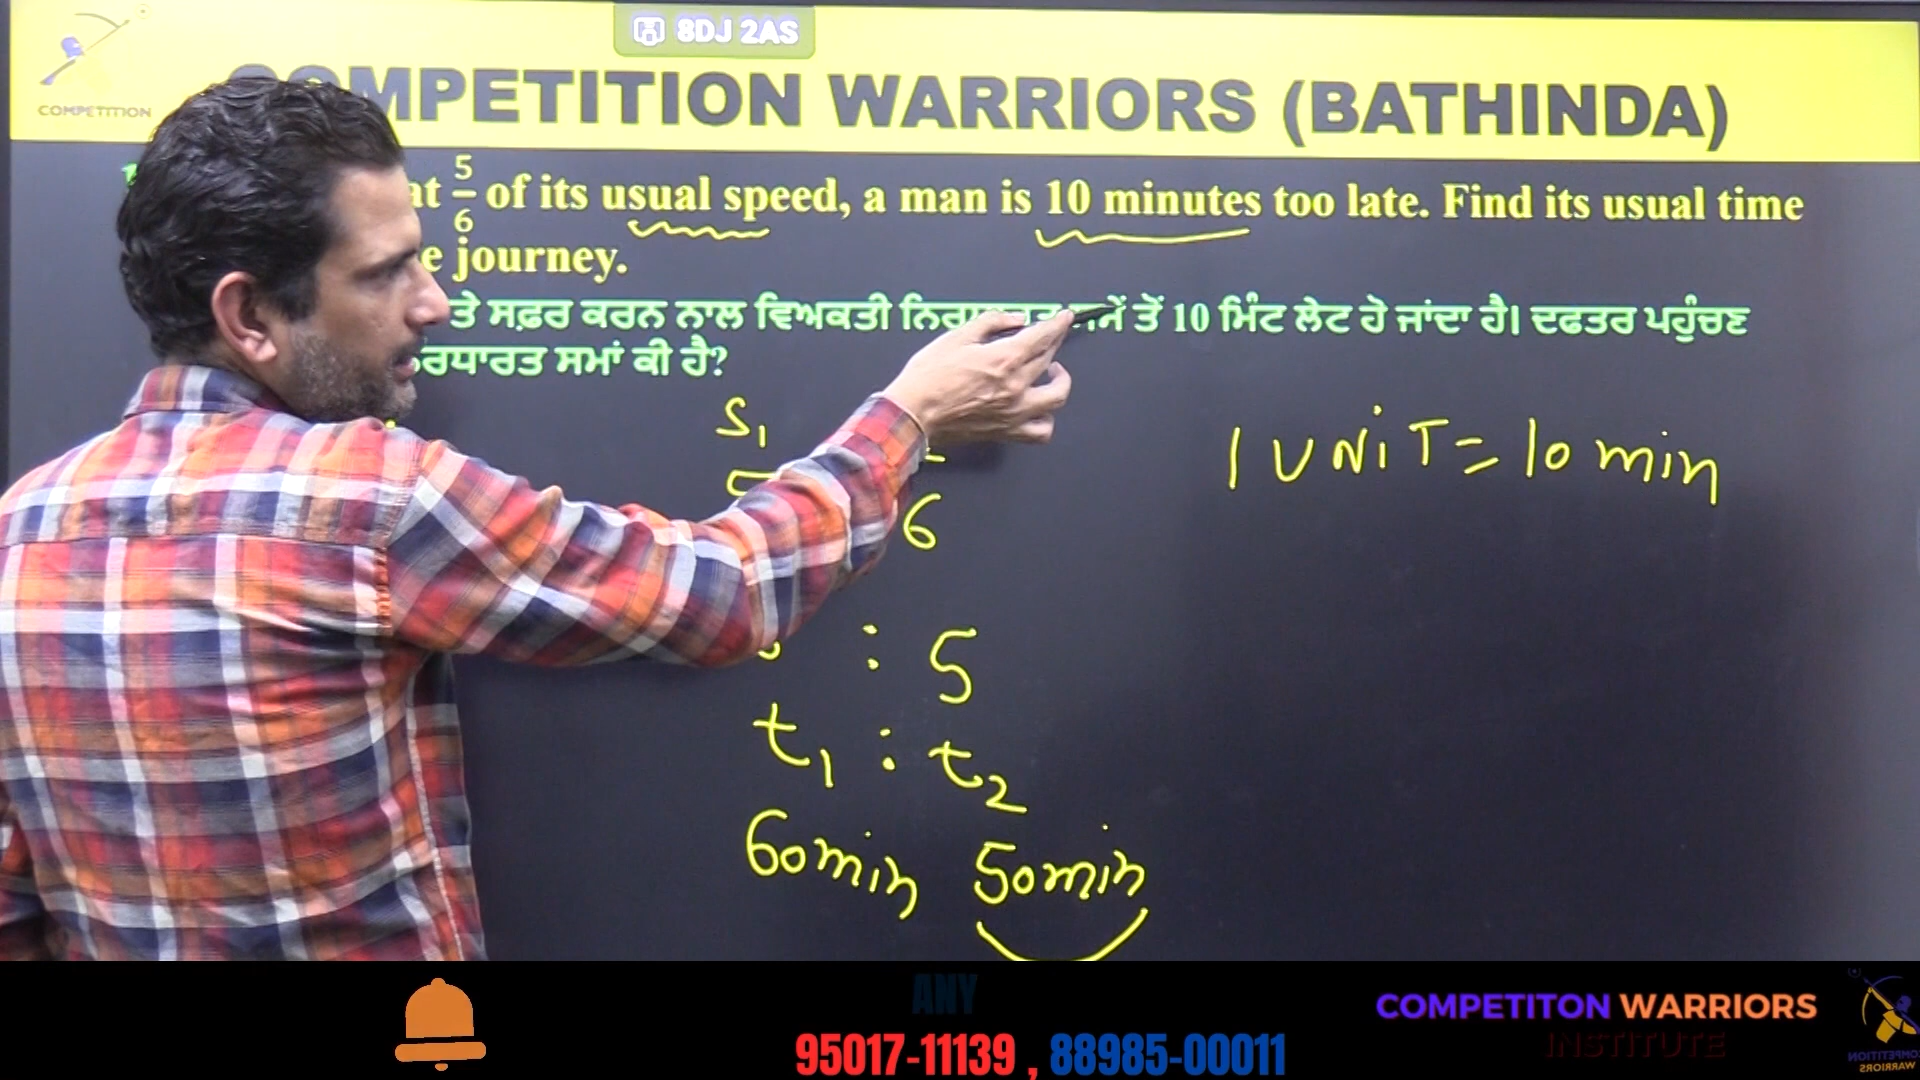 8DJ 2AS
COMPETITION
MPETITION WARRIORS (BATHINDA)
at 5/6 of its usual speed, a man is 10 minutes too late. Find its usual time
journey.
ਤੇ ਸਫ਼ਰ ਕਰਨ ਨਾਲ ਵਿਅਕਤੀ ਤੋਂ 10 ਮਿੰਟ ਲੇਟ ਹੋ ਜਾਂਦਾ ਹੈ। ਦਫਤਰ ਪਹੁੰਚਣ
ਰਧਾਰਤ ਸਮਾਂ ਕੀ ਹੈ?
S1
1 UNiT = 10 min
6
: 5
t1 : t2
60min 50min
ANY
95017-11139 , 88985-00011
COMPETITON WARRIORS
INSTITUTE